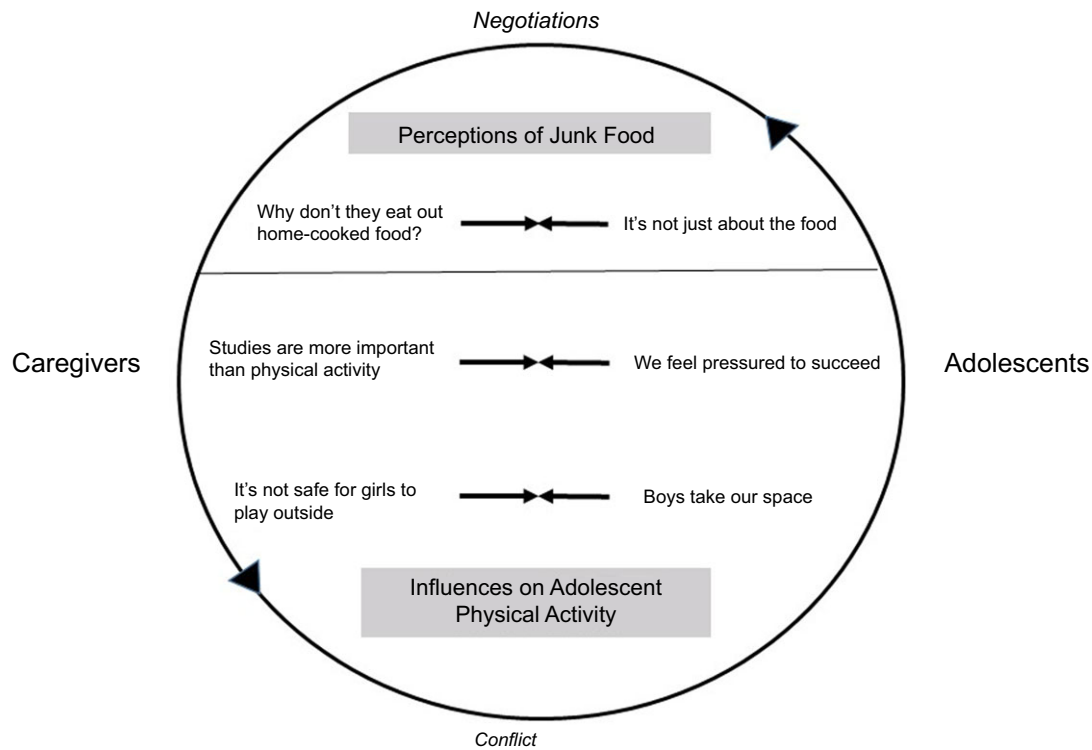 Negotiations
Perceptions of Junk Food
Why don’t they eat out
home-cooked food?
It’s not just about the food
Caregivers
Studies are more important
than physical activity
We feel pressured to succeed
Adolescents
It’s not safe for girls to
play outside
Boys take our space
Influences on Adolescent
Physical Activity
Conflict